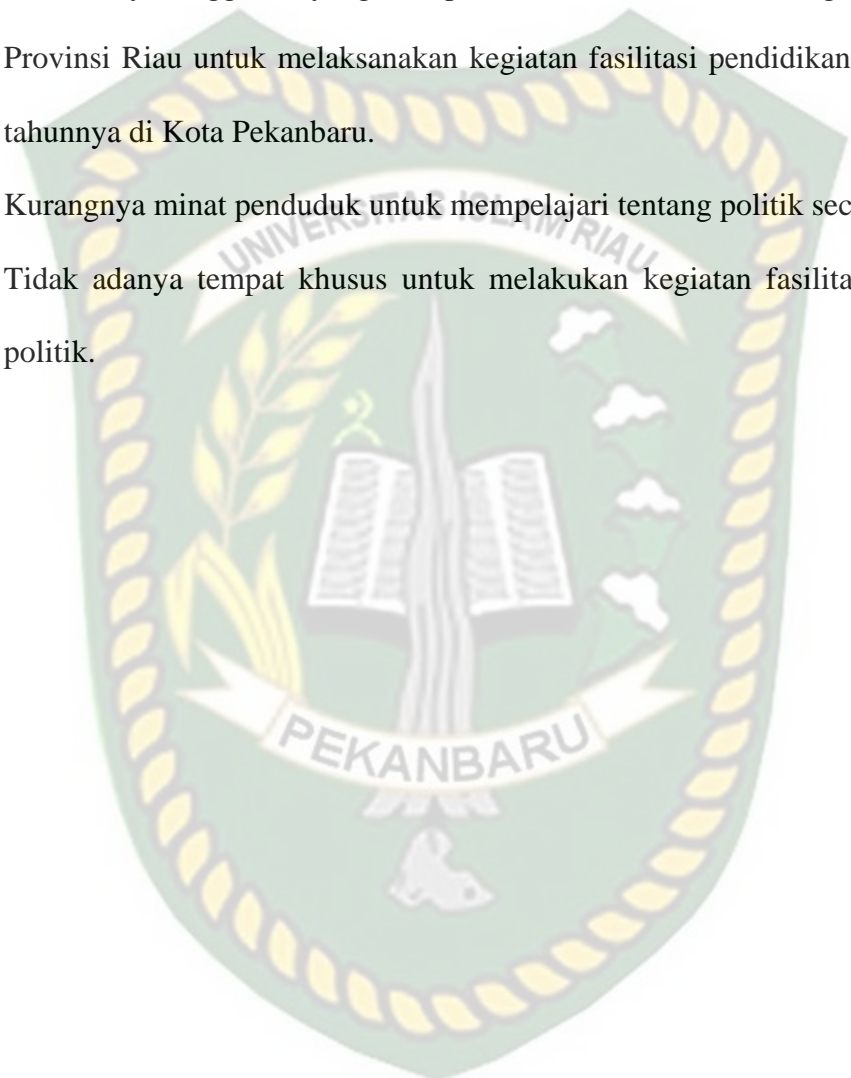 Provinsi Riau untuk melaksanakan kegiatan fasilitasi pendidikan
tahunnya di Kota Pekanbaru.
Kurangnya minat penduduk untuk mempelajari tentang politik sec
Tidak adanya tempat khusus untuk melakukan kegiatan fasilita
politik.
UNIVERSITAS ISLAM RIAU
PEKANBARU